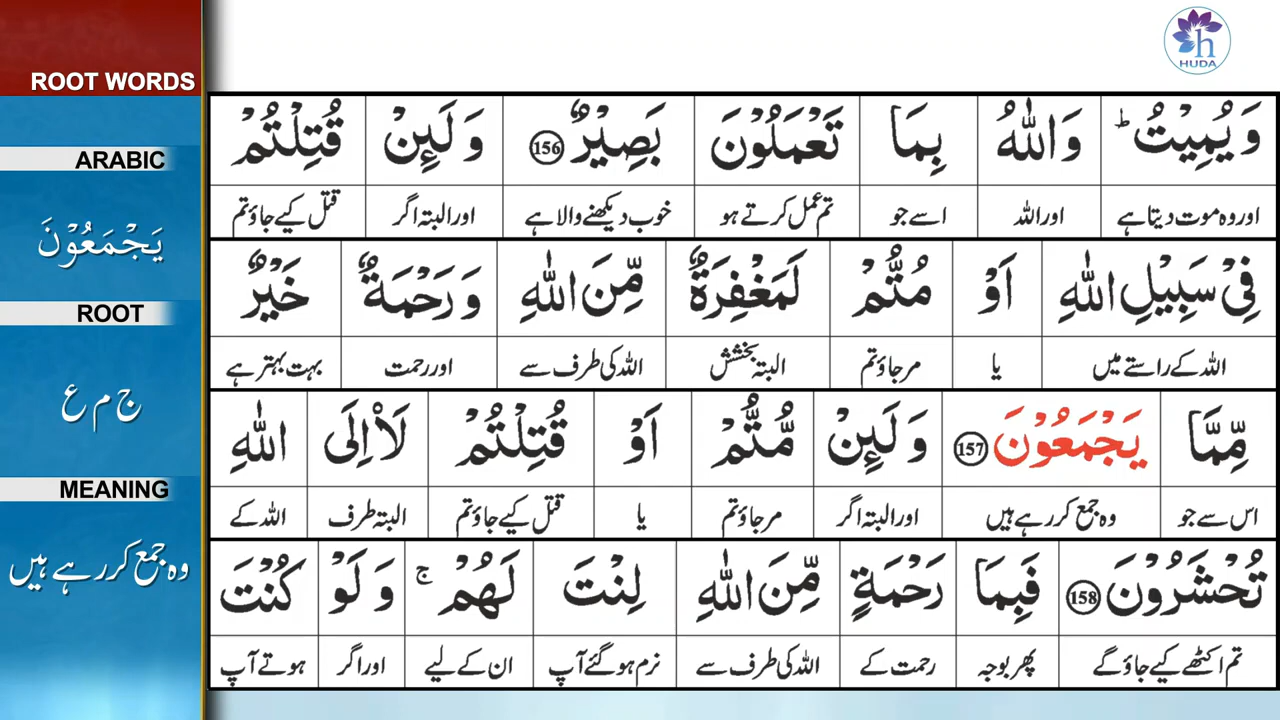 ROOT WORDS
ARABIC
يَجْمَعُوْنَ
ROOT
ج م ع
MEANING
وہ جمع کر رہے ہیں
h
HUDA
وَ يُمِيْتُ ؕ وَ اللّٰهُ بِمَا تَعْمَلُوْنَ بَصِيْرٌ 156 وَ لَىِٕنْ قُتِلْتُمْ
اور وہ موت دیتا ہے اور اللہ اسے جو تم عمل کرتے ہو خوب دیکھنے والا ہے اور البتہ اگر قتل کیے جاؤ تم
فِيْ سَبِيْلِ اللّٰهِ اَوْ مُتُّمْ لَمَغْفِرَةٌ مِّنَ اللّٰهِ وَ رَحْمَةٌ خَيْرٌ
اللہ کے راستے میں یا مر جاؤ تم البتہ بخشش اللہ کی طرف سے اور رحمت بہت بہتر ہے
مِّمَّا يَجْمَعُوْنَ 157 وَ لَىِٕنْ مُّتُّمْ اَوْ قُتِلْتُمْ لَاْاِلَى اللّٰهِ
اس سے جو وہ جمع کر رہے ہیں اور البتہ اگر مر جاؤ تم یا قتل کیے جاؤ تم البتہ طرف اللہ کے
تُحْشَرُوْنَ 158 فَبِمَا رَحْمَةٍ مِّنَ اللّٰهِ لِنْتَ لَهُمْ ۚ وَ لَوْ كُنْتَ
تم اکٹھے کیے جاؤ گے پھر بوجہ رحمت کے اللہ کی طرف سے نرم ہو گئے آپ ان کے لیے اور اگر ہوتے آپ